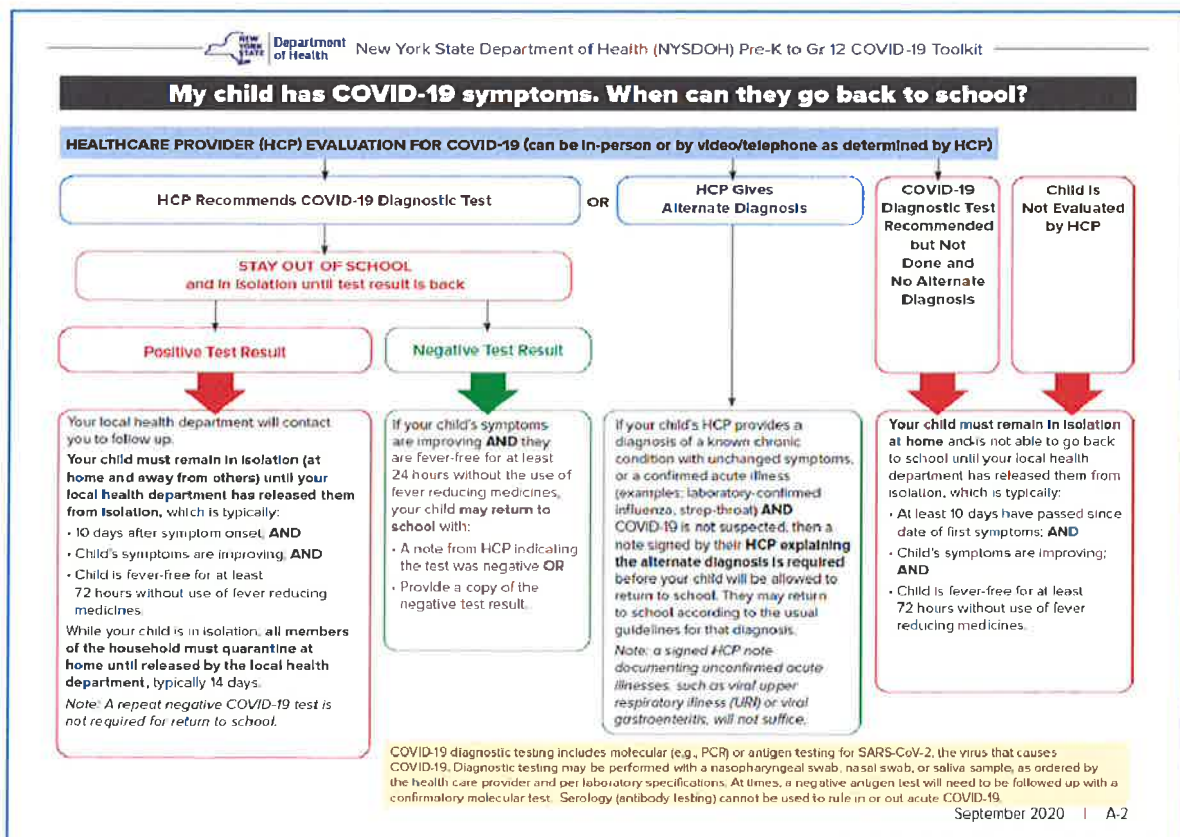 NEW
YORK
STATE
Department
of Health
New York State Department of Health (NYSDOH) Pre-K to Gr 12 COVID-19 Toolkit
My child has COVID-19 symptoms. When can they go back to school?
HEALTHCARE PROVIDER (HCP) EVALUATION FOR COVID-19 (can be in-person or by video/telephone as determined by HCP)
HCP Recommends COVID-19 Diagnostic Test
OR
HCP Gives
Alternate Diagnosis
COVID-19
Diagnostic Test
Recommended
but Not
Done and
No Alternate
Diagnosis
Child is
Not Evaluated
by HCP
STAY OUT OF SCHOOL
and in isolation until test result is back
Positive Test Result
Negative Test Result
Your local health department will contact
you to follow up.
Your child must remain in isolation (at
home and away from others) until your
local health department has released them
from isolation, which is typically:
• 10 days after symptom onset; AND
• Child's symptoms are improving; AND
• Child is fever-free for at least
72 hours without use of fever reducing
medicines.
While your child is in isolation, all members
of the household must quarantine at
home until released by the local health
department, typically 14 days.
Note: A repeat negative COVID-19 test is
not required for return to school.
If your child's symptoms
are improving AND they
are fever-free for at least
24 hours without the use of
fever reducing medicines,
your child may return to
school with:
• A note from HCP indicating
the test was negative OR
• Provide a copy of the
negative test result.
If your child's HCP provides a
diagnosis of a known chronic
condition with unchanged symptoms,
or a confirmed acute illness
(examples: laboratory-confirmed
influenza, strep-throat) AND
COVID-19 is not suspected, then a
note signed by their HCP explaining
the alternate diagnosis is required
before your child will be allowed to
return to school. They may return
to school according to the usual
guidelines for that diagnosis.
Note: a signed HCP note
documenting unconfirmed acute
illnesses, such as viral upper
respiratory illness (URI) or viral
gastroenteritis, will not suffice.
Your child must remain in isolation
at home and is not able to go back
to school until your local health
department has released them from
isolation, which is typically:
• At least 10 days have passed since
date of first symptoms; AND
• Child's symptoms are improving;
AND
• Child is fever-free for at least
72 hours without use of fever
reducing medicines.
COVID-19 diagnostic testing includes molecular (e.g., PCR) or antigen testing for SARS-CoV-2, the virus that causes
COVID-19. Diagnostic testing may be performed with a nasopharyngeal swab, nasal swab, or saliva sample, as ordered by
the health care provider and per laboratory specifications. At times, a negative antigen test will need to be followed up with a
confirmatory molecular test. Serology (antibody testing) cannot be used to rule in or out acute COVID-19.
September 2020 | A-2